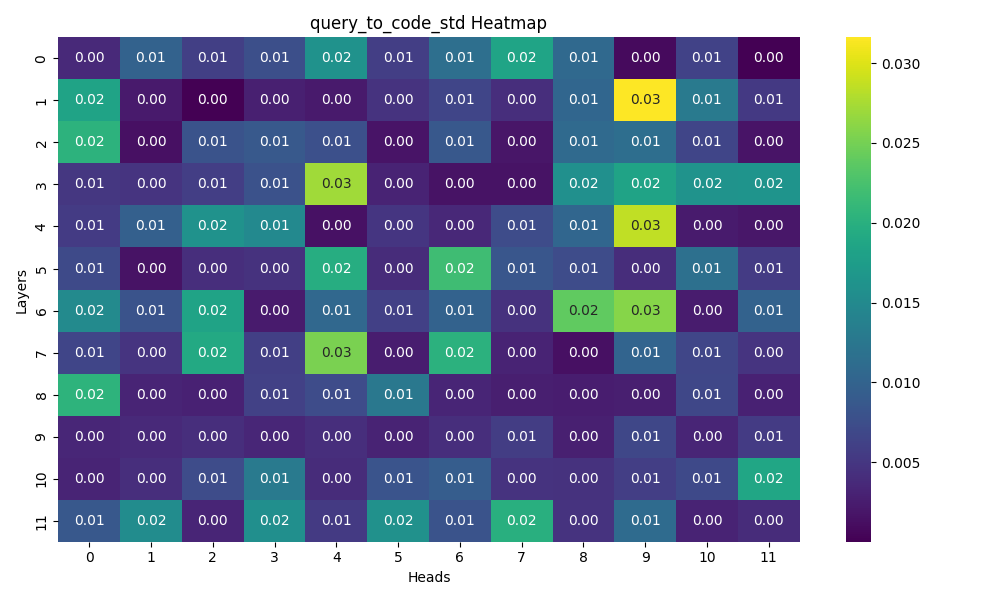 query_to_code_std Heatmap
0 0.00 0.01 0.01 0.01 0.02 0.01 0.01 0.02 0.01 0.00 0.01 0.00
1 0.02 0.00 0.00 0.00 0.00 0.00 0.01 0.00 0.01 0.03 0.01 0.01
2 0.02 0.00 0.01 0.01 0.01 0.00 0.01 0.00 0.01 0.01 0.01 0.00
3 0.01 0.00 0.01 0.01 0.03 0.00 0.00 0.00 0.02 0.02 0.02 0.02
4 0.01 0.01 0.02 0.01 0.00 0.00 0.00 0.01 0.01 0.03 0.00 0.00
5 0.01 0.00 0.00 0.00 0.02 0.00 0.02 0.01 0.01 0.00 0.01 0.01
6 0.02 0.01 0.02 0.00 0.01 0.01 0.01 0.00 0.02 0.03 0.00 0.01
7 0.01 0.00 0.02 0.01 0.03 0.00 0.02 0.00 0.00 0.01 0.01 0.00
8 0.02 0.00 0.00 0.01 0.01 0.01 0.00 0.00 0.00 0.00 0.01 0.00
9 0.00 0.00 0.00 0.00 0.00 0.00 0.00 0.01 0.00 0.01 0.00 0.01
10 0.00 0.00 0.01 0.01 0.00 0.01 0.01 0.00 0.00 0.01 0.01 0.02
11 0.01 0.02 0.00 0.02 0.01 0.02 0.01 0.02 0.00 0.01 0.00 0.00
0 1 2 3 4 5 6 7 8 9 10 11
Heads
Layers
0.030
0.025
0.020
0.015
0.010
0.005